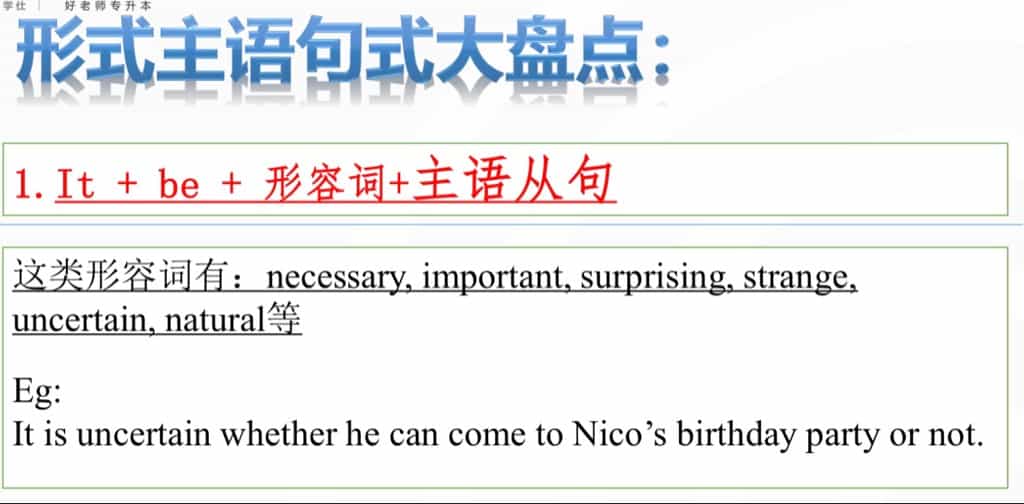 学仕 | 好老师专升本
形式主语句式大盘点：
1. It + be + 形容词+主语从句
这类形容词有：necessary, important, surprising, strange,
uncertain, natural等
Eg:
It is uncertain whether he can come to Nico’s birthday party or not.